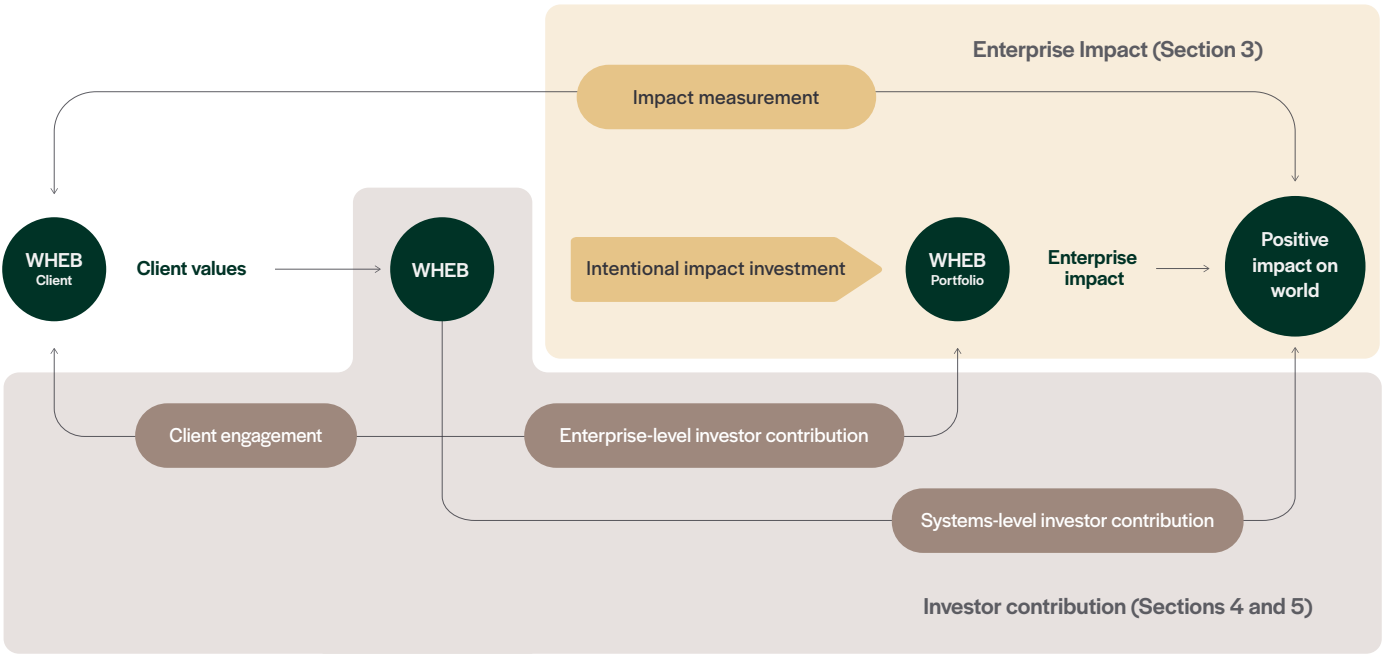 Enterprise Impact (Section 3)
Impact measurement
WHEB
Client
Client values
WHEB
Intentional impact investment
WHEB
Portfolio
Enterprise
impact
Positive
impact on
world
Client engagement
Enterprise-level investor contribution
Systems-level investor contribution
Investor contribution (Sections 4 and 5)